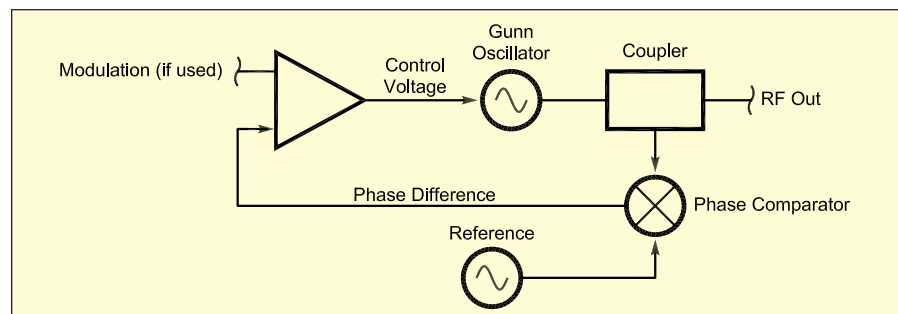 Modulation (if used)
Control
Voltage
Gunn
Oscillator
Coupler
RF Out
Phase Difference
Phase Comparator
Reference